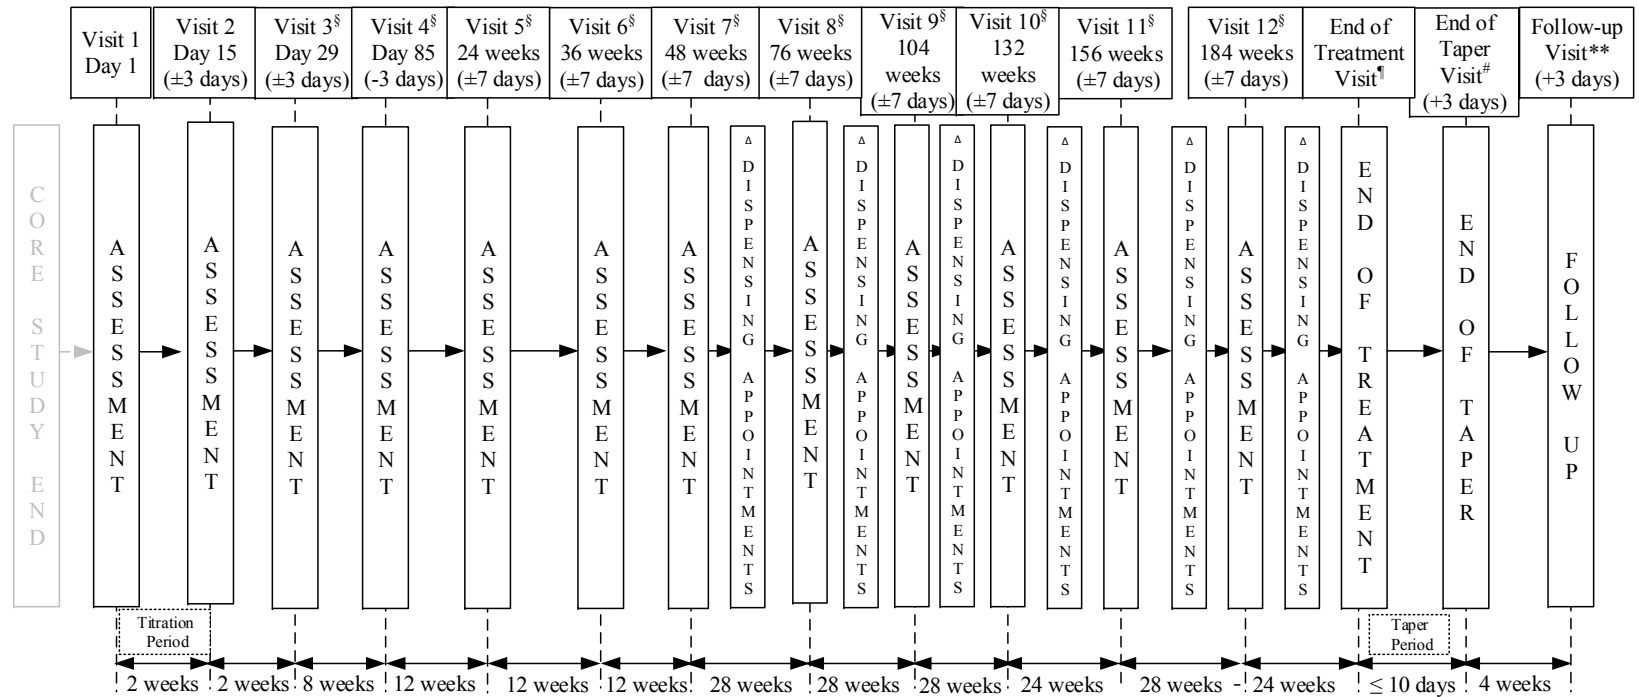 Visit 1
Day 1
Visit 2
Day 15
(±3 days)
Visit 3§
Day 29
(±3 days)
Visit 4§
Day 85
(-3 days)
Visit 5§
24 weeks
(±7 days)
Visit 6§
36 weeks
(±7 days)
Visit 7§
48 weeks
(±7 days)
Visit 8§
76 weeks
(±7 days)
Visit 9§
104
weeks
(±7 days)
Visit 10§
132
weeks
(±7 days)
Visit 11§
156 weeks
(±7 days)
Visit 12§
184 weeks
(±7 days)
End of
Treatment
Visit¶
End of
Taper
Visit#
(+3 days)
Follow-up
Visit**
(+3 days)
CORE STUDY END
ASSESSMENT
ASSESSMENT
ASSESSMENT
ASSESSMENT
ASSESSMENT
ASSESSMENT
ASSESSMENT
Δ DISPENSING APPOINTMENTS
ASSESSMENT
Δ DISPENSING APPOINTMENTS
ASSESSMENT
Δ DISPENSING APPOINTMENTS
ASSESSMENT
Δ DISPENSING APPOINTMENTS
ASSESSMENT
Δ DISPENSING APPOINTMENTS
ASSESSMENT
Δ DISPENSING APPOINTMENTS
END OF TREATMENT
END OF TAPER
FOLLOW UP
Titration
Period
Taper
Period
2 weeks
2 weeks
8 weeks
12 weeks
12 weeks
12 weeks
28 weeks
28 weeks
28 weeks
24 weeks
28 weeks
24 weeks
≤ 10 days
4 weeks